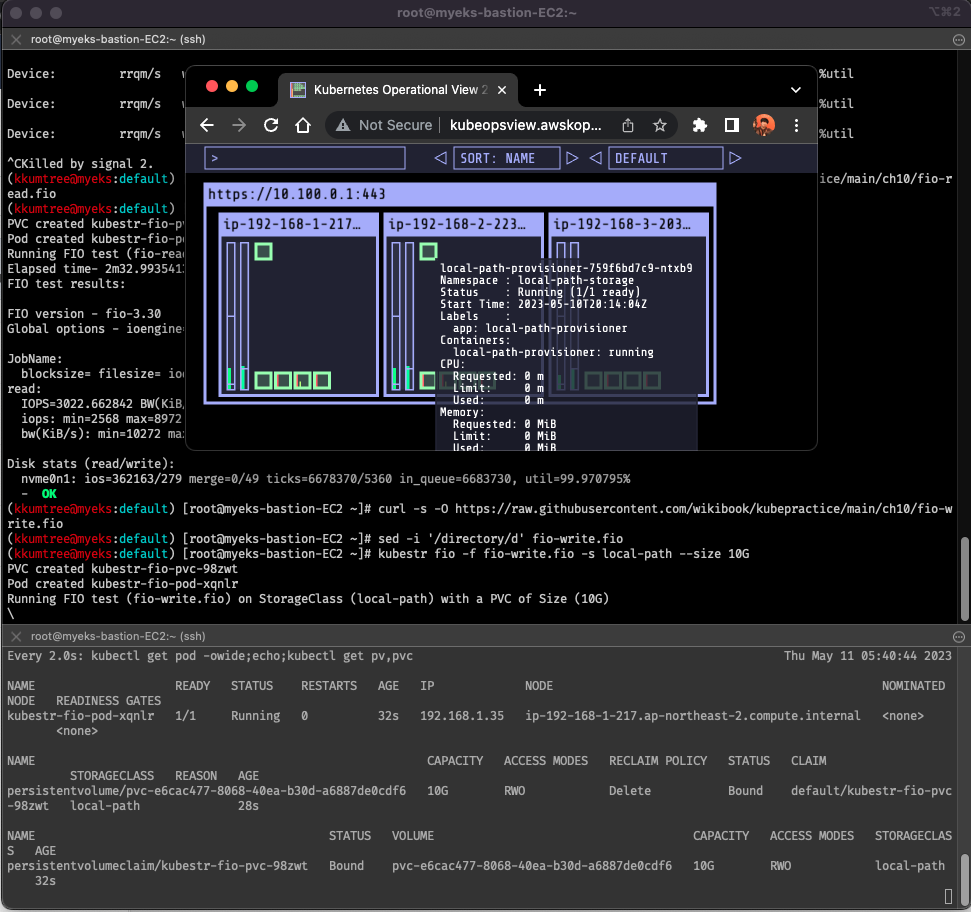 root@myeks-bastion-EC2:~
⌥⌘2
root@myeks-bastion-EC2:~ (ssh)
Device: rrqm/s %util
Device: rrqm/s %util
Device: rrqm/s %util
^CKilled by signal 2.
(kkumtree@myeks:default) ice/main/ch10/fio-r
ead.fio
(kkumtree@myeks:default)
PVC created kubestr-fio-p
Pod created kubestr-fio-p
Running FIO test (fio-rea
Elapsed time- 2m32.993541
FIO test results:
FIO version - fio-3.30
Global options - ioengine
JobName:
blocksize= filesize= io
read:
IOPS=3022.662842 BW(KiB
iops: min=2568 max=8972
bw(KiB/s): min=10272 ma
Disk stats (read/write):
nvme0n1: ios=362163/279 merge=0/49 ticks=6678370/5360 in_queue=6683730, util=99.970795%
- OK
(kkumtree@myeks:default) [root@myeks-bastion-EC2 ~]# curl -s -O https://raw.githubusercontent.com/wikibook/kubepractice/main/ch10/fio-w
rite.fio
(kkumtree@myeks:default) [root@myeks-bastion-EC2 ~]# sed -i '/directory/d' fio-write.fio
(kkumtree@myeks:default) [root@myeks-bastion-EC2 ~]# kubestr fio -f fio-write.fio -s local-path --size 10G
PVC created kubestr-fio-pvc-98zwt
Pod created kubestr-fio-pod-xqnlr
Running FIO test (fio-write.fio) on StorageClass (local-path) with a PVC of Size (10G)
\
Kubernetes Operational View 2
Not Secure kubeopsview.awskop...
> SORT: NAME DEFAULT
https://10.100.0.1:443
ip-192-168-1-217… ip-192-168-2-223… ip-192-168-3-203…
local-path-provisioner-759f6bd7c9-ntxb9
Namespace : local-path-storage
Status : Running (1/1 ready)
Start Time: 2023-05-10T20:14:04Z
Labels :
app: local-path-provisioner
Containers:
local-path-provisioner: running
CPU:
Requested: 0 m
Limit: 0 m
Used: 0 m
Memory:
Requested: 0 MiB
Limit: 0 MiB
Used: 0 MiB
root@myeks-bastion-EC2:~ (ssh)
Every 2.0s: kubectl get pod -owide;echo;kubectl get pv,pvc Thu May 11 05:40:44 2023
NAME READY STATUS RESTARTS AGE IP NODE NOMINATED
NODE READINESS GATES
kubestr-fio-pod-xqnlr 1/1 Running 0 32s 192.168.1.35 ip-192-168-1-217.ap-northeast-2.compute.internal <none>
<none>
NAME CAPACITY ACCESS MODES RECLAIM POLICY STATUS CLAIM
STORAGECLASS REASON AGE
persistentvolume/pvc-e6cac477-8068-40ea-b30d-a6887de0cdf6 10G RWO Delete Bound default/kubestr-fio-pvc
-98zwt local-path 28s
NAME STATUS VOLUME CAPACITY ACCESS MODES STORAGECLAS
S AGE
persistentvolumeclaim/kubestr-fio-pvc-98zwt Bound pvc-e6cac477-8068-40ea-b30d-a6887de0cdf6 10G RWO local-path
32s